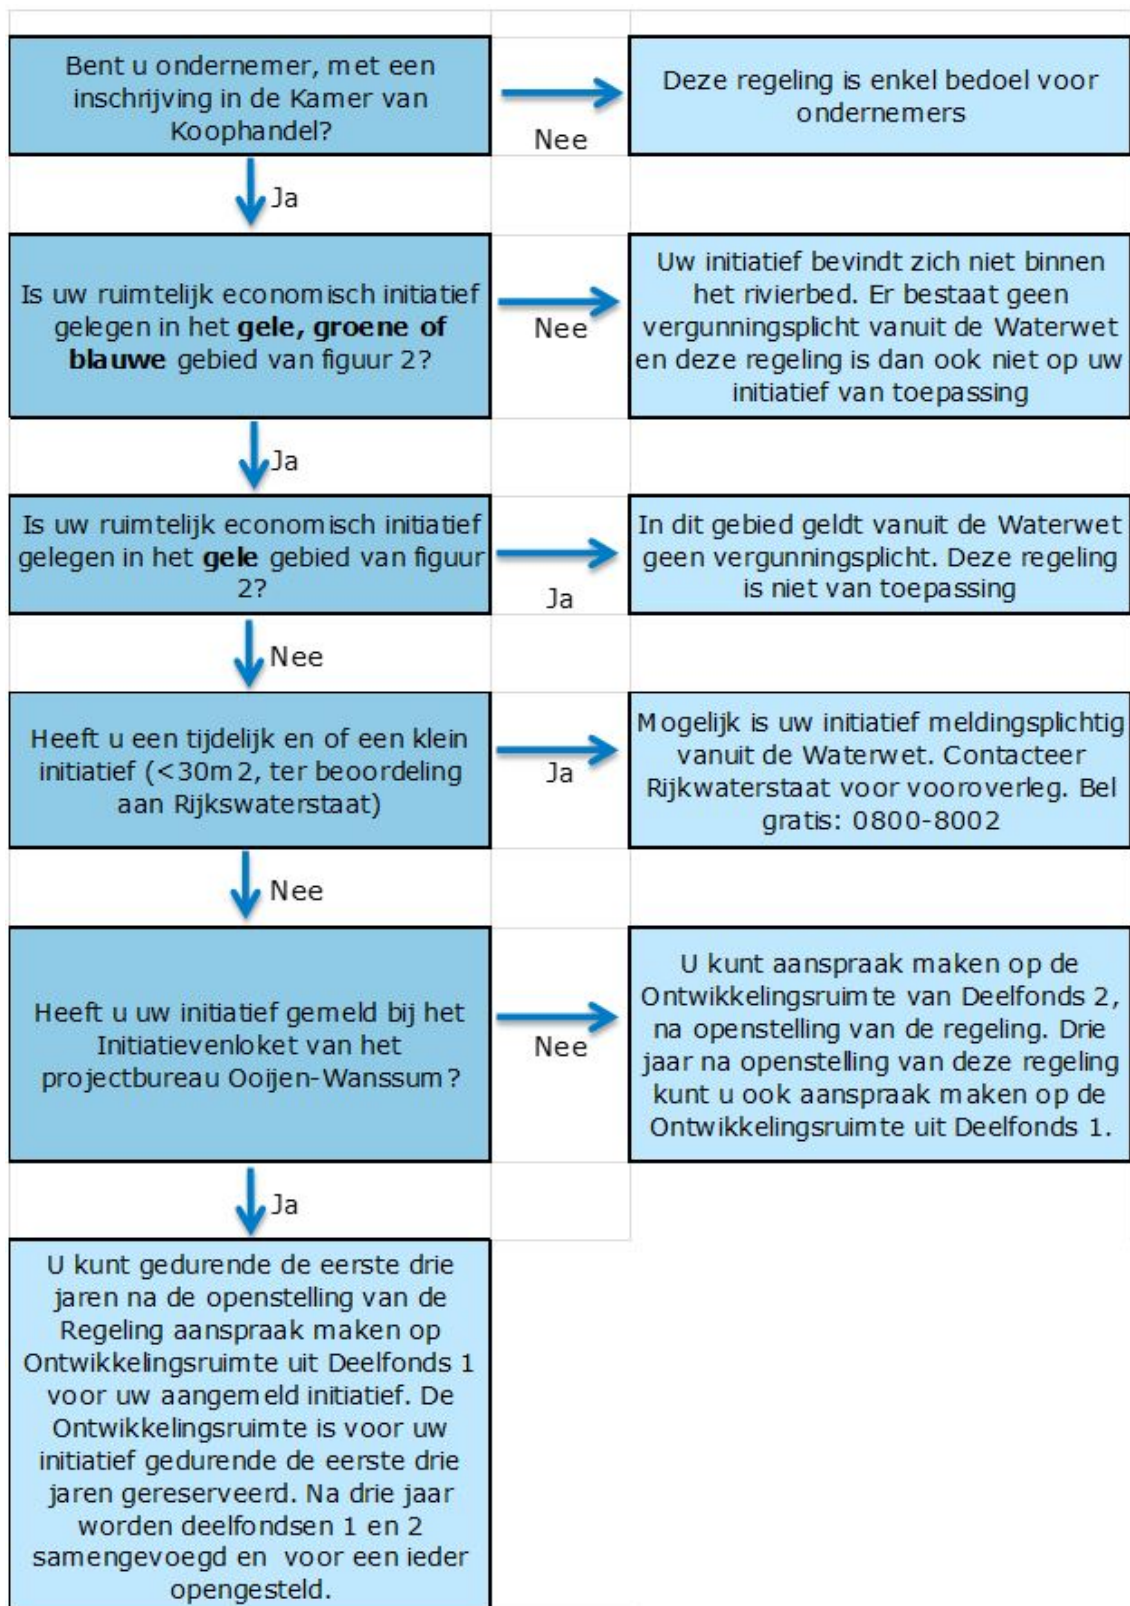 Bent u ondernemer, met een
inschrijving in de Kamer van
Koophandel?
Nee
Deze regeling is enkel bedoel voor
ondernemers
Ja
Is uw ruimtelijk economisch initiatief
gelegen in het gele, groene of
blauwe gebied van figuur 2?
Nee
Uw initiatief bevindt zich niet binnen
het rivierbed. Er bestaat geen
vergunningsplicht vanuit de Waterwet
en deze regeling is dan ook niet op uw
initiatief van toepassing
Ja
Is uw ruimtelijk economisch initiatief
gelegen in het gele gebied van figuur
2?
Ja
In dit gebied geldt vanuit de Waterwet
geen vergunningsplicht. Deze regeling
is niet van toepassing
Nee
Heeft u een tijdelijk en of een klein
initiatief (<30m2, ter beoordeling
aan Rijkswaterstaat)
Ja
Mogelijk is uw initiatief meldingsplichtig
vanuit de Waterwet. Contacteer
Rijkwaterstaat voor vooroverleg. Bel
gratis: 0800-8002
Nee
Heeft u uw initiatief gemeld bij het
Initiatievenloket van het
projectbureau Ooijen-Wanssum?
Nee
U kunt aanspraak maken op de
Ontwikkelingsruimte van Deelfonds 2,
na openstelling van de regeling. Drie
jaar na openstelling van deze regeling
kunt u ook aanspraak maken op de
Ontwikkelingsruimte uit Deelfonds 1.
Ja
U kunt gedurende de eerste drie
jaren na de openstelling van de
Regeling aanspraak maken op
Ontwikkelingsruimte uit Deelfonds 1
voor uw aangemeld initiatief. De
Ontwikkelingsruimte is voor uw
initiatief gedurende de eerste drie
jaren gereserveerd. Na drie jaar
worden deelfondsen 1 en 2
samengevoegd en voor een ieder
opengesteld.